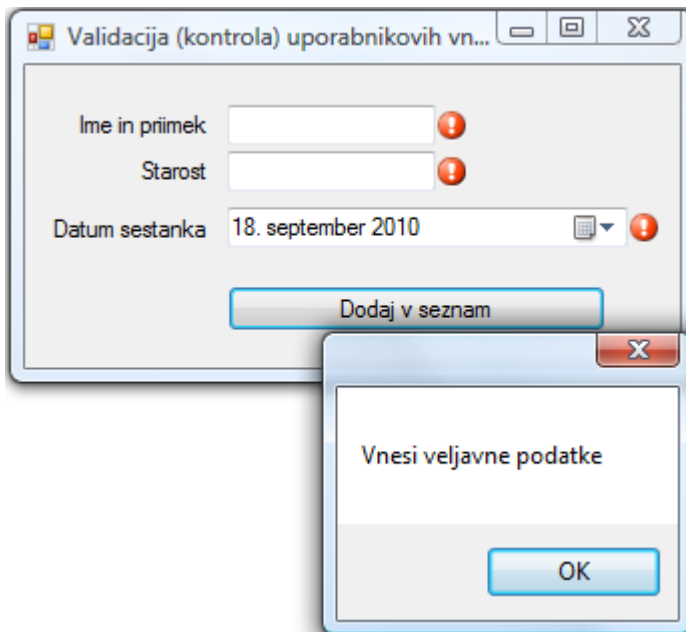 Validacija (kontrola) uporabnikovih vn...
Ime in priimek
Starost
Datum sestanka 18. september 2010
Dodaj v seznam
Vnesi veljavne podatke
OK